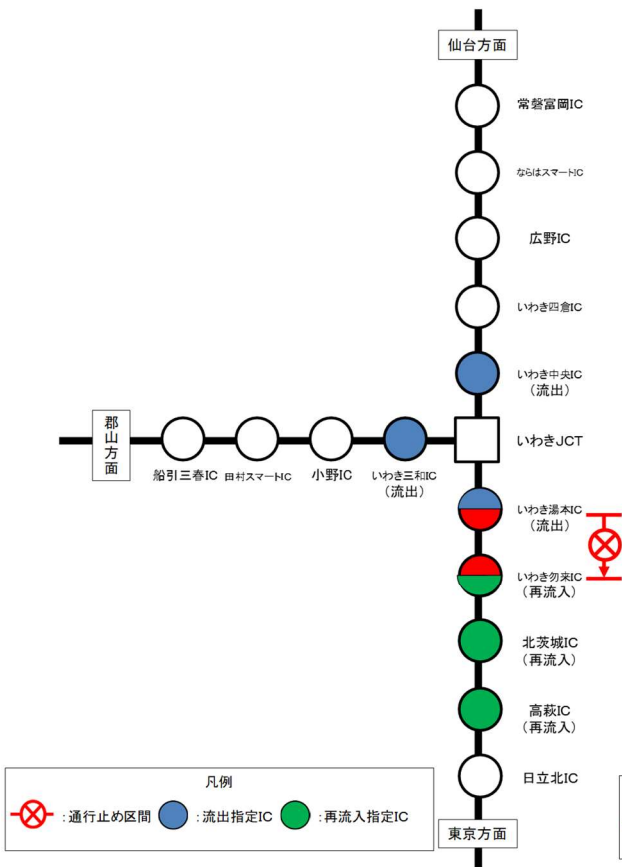 仙台方面
常磐富岡IC
ならはスマートIC
広野IC
いわき四倉IC
いわき中央IC
(流出)
郡山方面
船引三春IC
田村スマートIC
小野IC
いわき三和IC
(流出)
いわきJCT
いわき湯本IC
(流出)
いわき勿来IC
(再流入)
北茨城IC
(再流入)
高萩IC
(再流入)
日立北IC
東京方面
凡例
:通行止め区間
:流出指定IC
:再流入指定IC